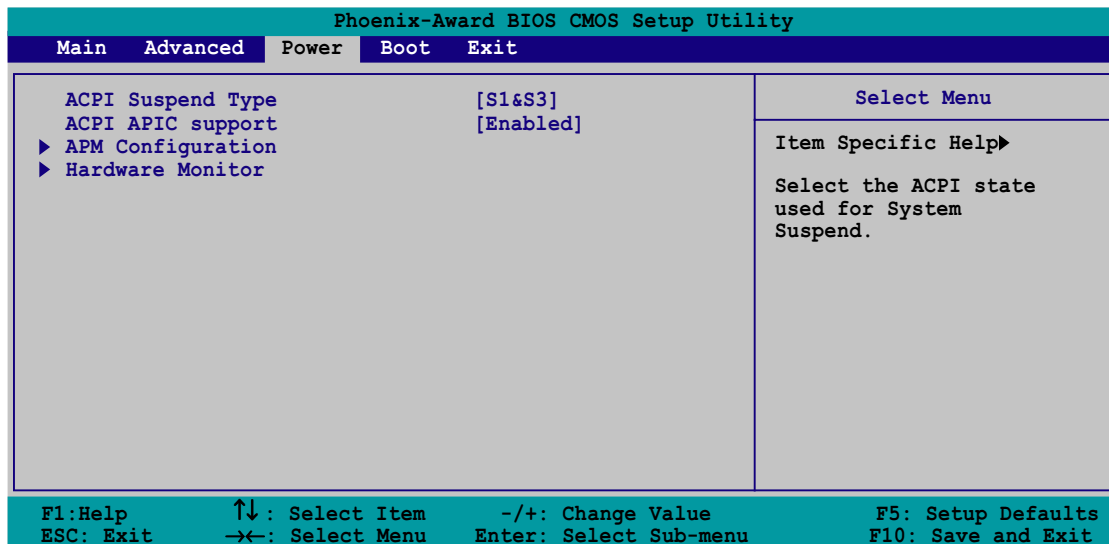 Phoenix-Award BIOS CMOS Setup Utility
Main Advanced Power Boot Exit
ACPI Suspend Type [S1&S3]
ACPI APIC support [Enabled]
▶ APM Configuration
▶ Hardware Monitor
Select Menu
Item Specific Help▶
Select the ACPI state
used for System
Suspend.
F1:Help ↑↓: Select Item -/+: Change Value F5: Setup Defaults
ESC: Exit →←: Select Menu Enter: Select Sub-menu F10: Save and Exit